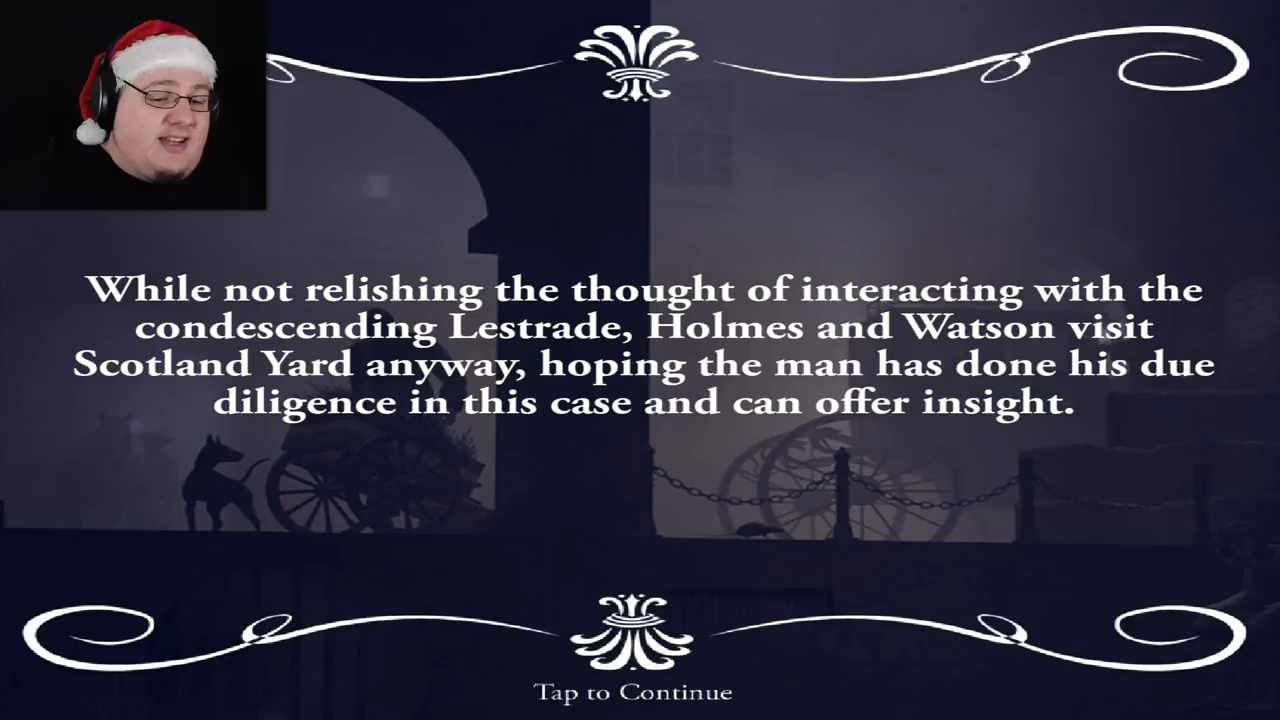 While not relishing the thought of interacting with the
condescending Lestrade, Holmes and Watson visit
Scotland Yard anyway, hoping the man has done his due
diligence in this case and can offer insight.
Tap to Continue